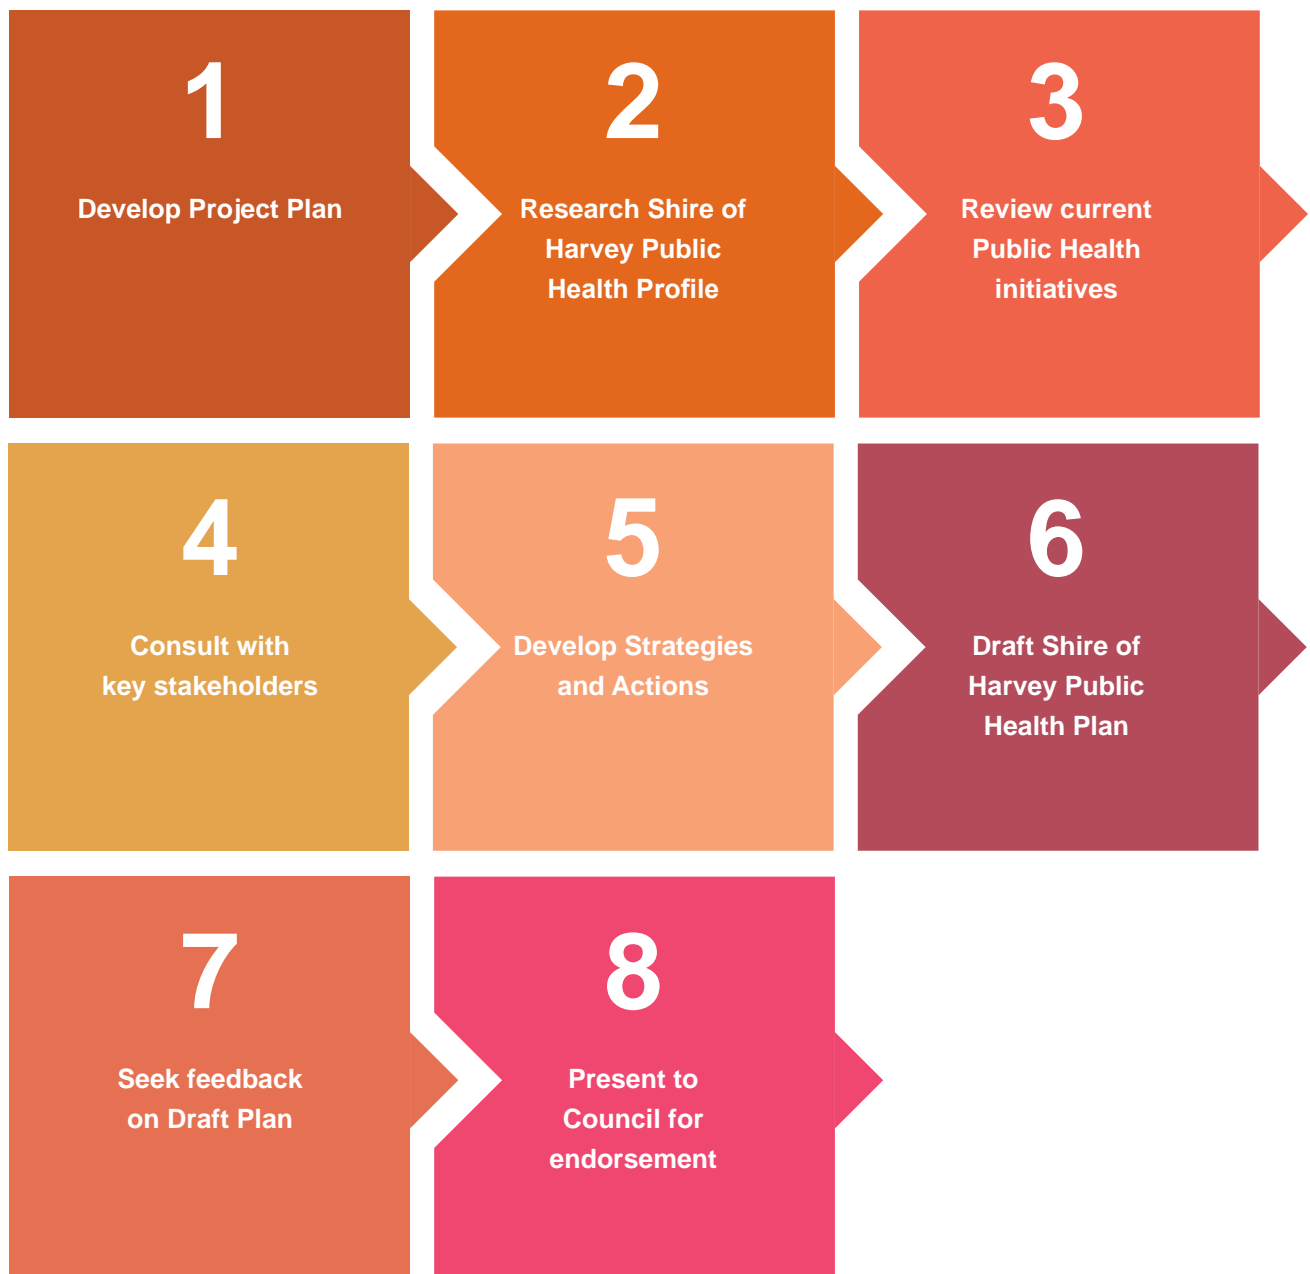 1
Develop Project Plan
2
Research Shire of
Harvey Public
Health Profile
3
Review current
Public Health
initiatives
4
Consult with
key stakeholders
5
Develop Strategies
and Actions
6
Draft Shire of
Harvey Public
Health Plan
7
Seek feedback
on Draft Plan
8
Present to
Council for
endorsement